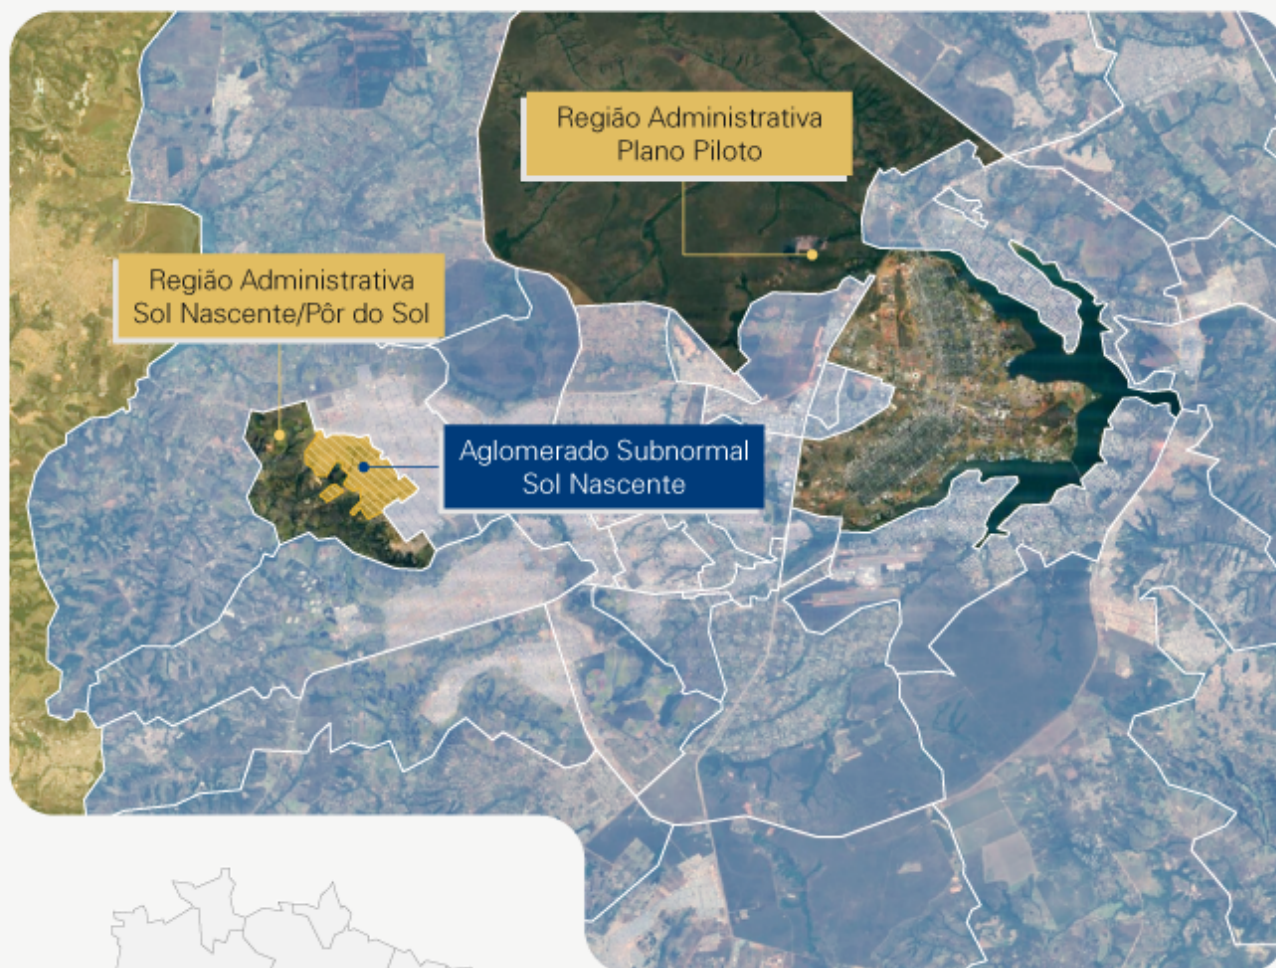 Região Administrativa
Plano Piloto
Região Administrativa
Sol Nascente/Pôr do Sol
Aglomerado Subnormal
Sol Nascente